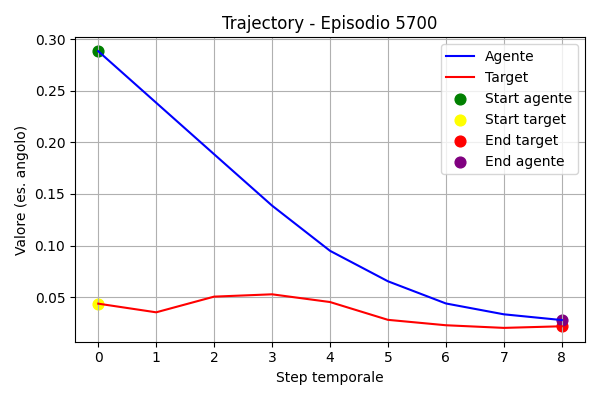 Trajectory - Episodio 5700
0.30
0.25
0.20
0.15
0.10
0.05
Valore (es. angolo)
Agente
Target
Start agente
Start target
End target
End agente
0 1 2 3 4 5 6 7 8
Step temporale